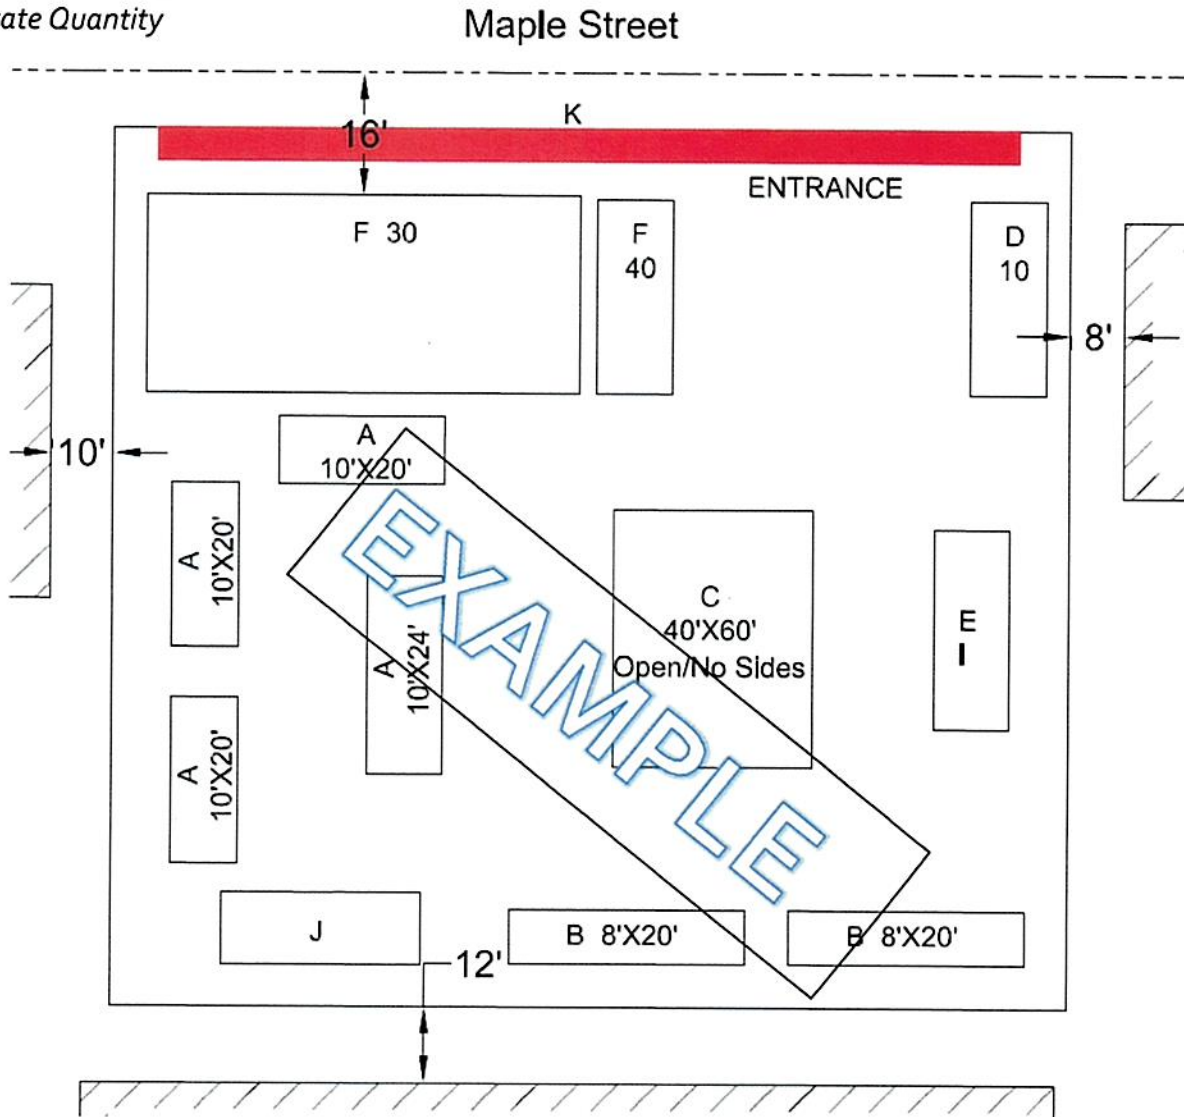 ate Quantity
Maple Street
K
16'
ENTRANCE
F 30
F
40
D
10
8'
10'
A
10'X20'
A
10'X20'
EXAMPLE
C
40'X60'
Open/No Sides
E
I
A
10'X24'
A
10'X20'
J
B 8'X20'
B 8'X20'
12'